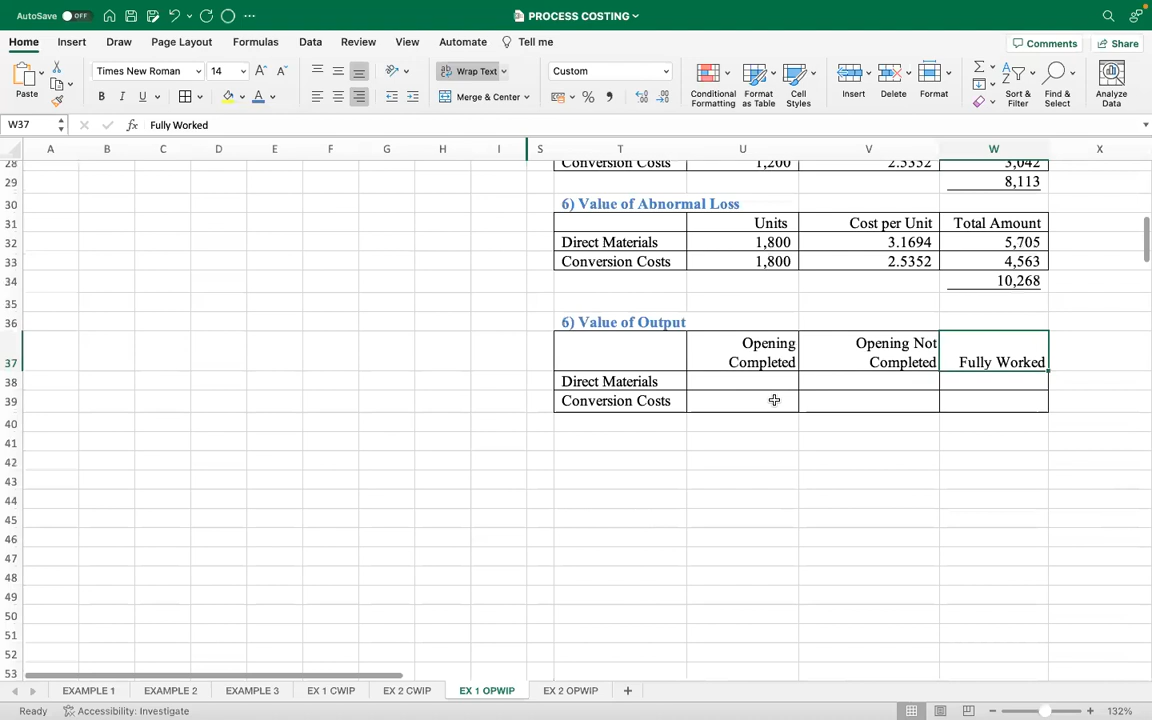 AutoSave OFF PROCESS COSTING
Home Insert Draw Page Layout Formulas Data Review View Automate Tell me Comments Share
Paste Times New Roman 14 Wrap Text Custom
B I U A Merge & Center % Conditional Formatting Format as Table Cell Styles Insert Delete Format Sort & Filter Find & Select Analyze Data
W37 fx Fully Worked
A B C D E F G H I S T U V W X
28 Conversion Costs 1,200 2.5352 3,042
29 8,113
30 6) Value of Abnormal Loss
31 Units Cost per Unit Total Amount
32 Direct Materials 1,800 3.1694 5,705
33 Conversion Costs 1,800 2.5352 4,563
34 10,268
35
36 6) Value of Output
37 Opening Completed Opening Not Completed Fully Worked
38 Direct Materials
39 Conversion Costs
40
41
42
43
44
45
46
47
48
49
50
51
52
53
EXAMPLE 1 EXAMPLE 2 EXAMPLE 3 EX 1 CWIP EX 2 CWIP EX 1 OPWIP EX 2 OPWIP
Ready Accessibility: Investigate 132%